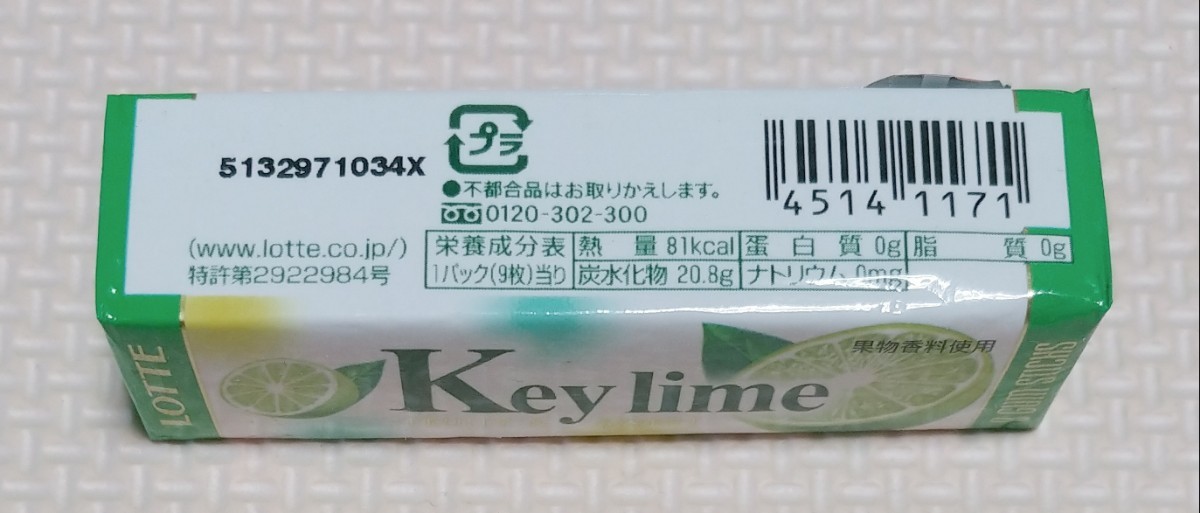 5132971034X
プラ
●不都合品はお取りかえします。
0120-302-300
4514 1171
(www.lotte.co.jp/)
特許第2922984号
栄養成分表 熱量 81kcal 蛋白質 0g 脂質 0g
1パック(9枚)当り 炭水化物 20.8g ナトリウム 0mg
LOTTE
Key lime
果物香料使用
9 GUM STICKS